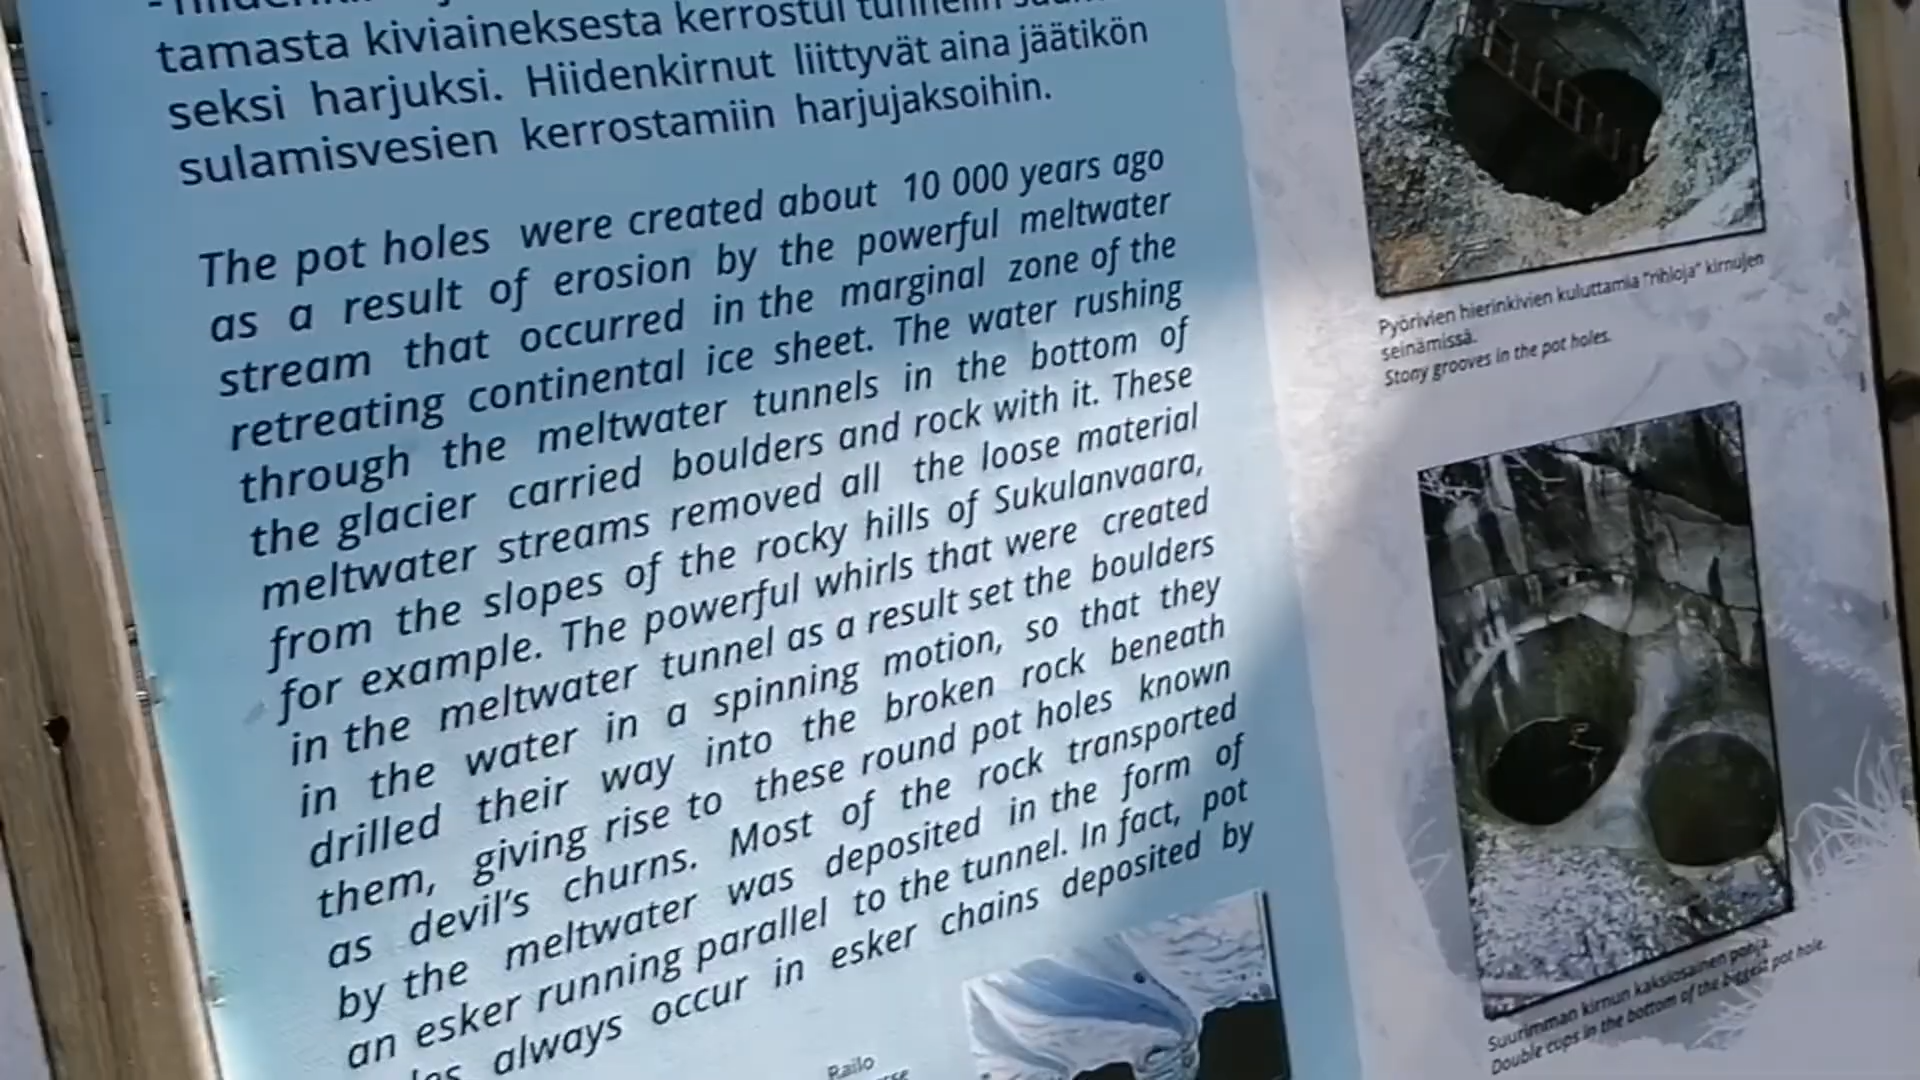 tamasta kiviaineksesta kerrostui tunnelin
seksi harjuksi. Hiidenkirnut liittyvät aina jäätikön
sulamisvesien kerrostamiin harjujaksoihin.
The pot holes were created about 10 000 years ago
as a result of erosion by the powerful meltwater
stream that occurred in the marginal zone of the
retreating continental ice sheet. The water rushing
through the meltwater tunnels in the bottom of
the glacier carried boulders and rock with it. These
meltwater streams removed all the loose material
from the slopes of the rocky hills of Sukulanvaara,
for example. The powerful whirls that were created
in the meltwater tunnel as a result set the boulders
in the water in a spinning motion, so that they
drilled their way into the broken rock beneath
them, giving rise to these round pot holes known
as devil's churns. Most of the rock transported
by the meltwater was deposited in the form of
an esker running parallel to the tunnel. In fact, pot
always occur in esker chains deposited by
Railo
Pyörivien hierinkivien kuluttamia "rihloja" kirnujen
seinämissä.
Stony grooves in the pot holes.
Suurimman kirnun kaksiosainen pohja.
Double cups in the bottom of the biggest pot hole.